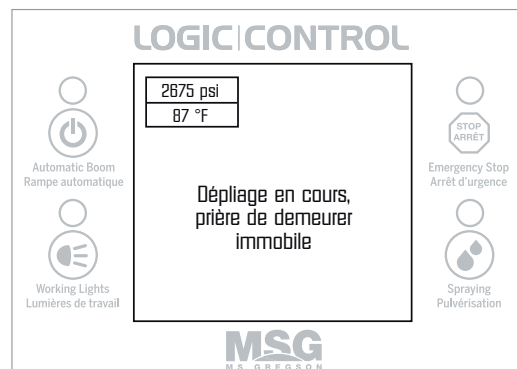 LOGIC|CONTROL
2675 psi
87 °F
Automatic Boom
Rampe automatique
Dépliage en cours,
prière de demeurer
immobile
STOP
ARRÊT
Emergency Stop
Arrêt d'urgence
Working Lights
Lumières de travail
Spraying
Pulvérisation
MSG
MS GREGSON